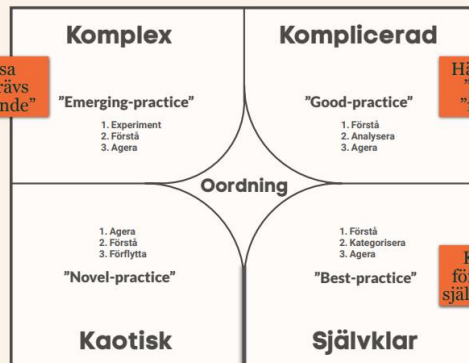 Komplex
Komplicerad
"Emerging-practice"
1. Experiment
2. Förstå
3. Agera
"Good-practice"
1. Förstå
2. Analysera
3. Agera
Oordning
1. Agera
2. Förstå
3. Förflytta
"Novel-practice"
1. Förstå
2. Kategorisera
3. Agera
"Best-practice"
Kaotisk
Självklar